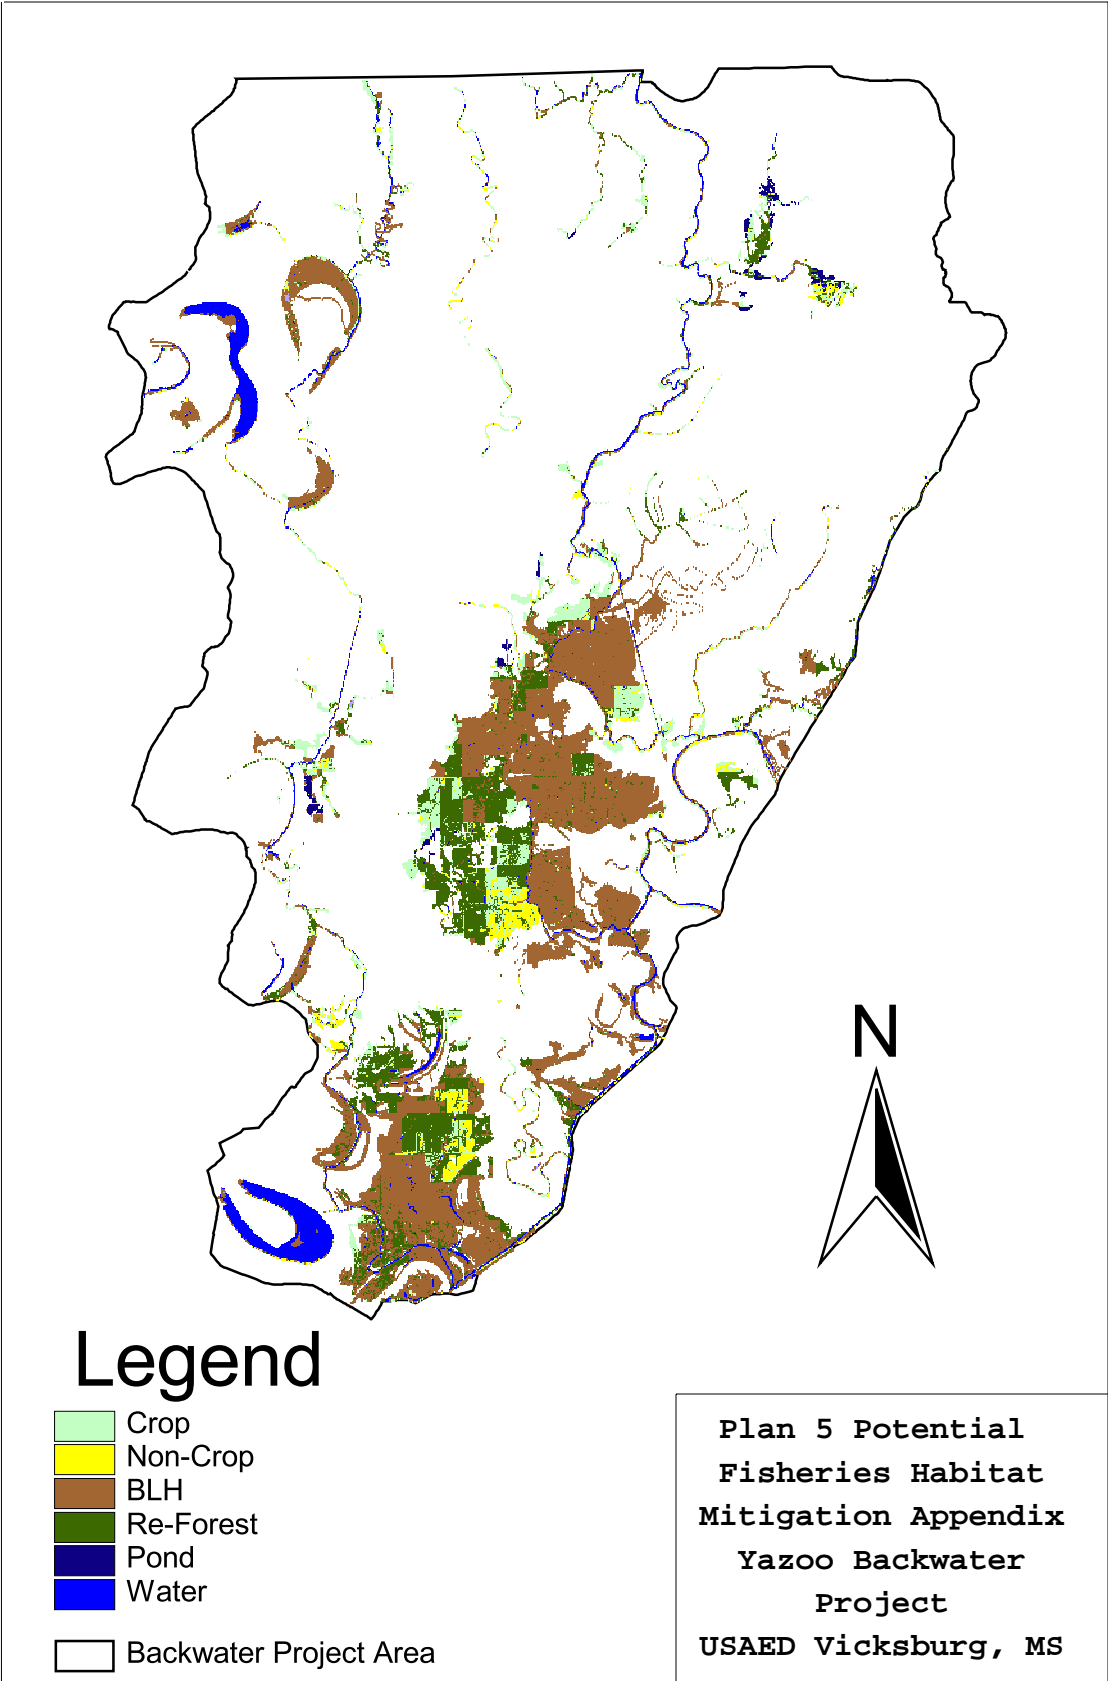 N
Legend
Crop
Non-Crop
BLH
Re-Forest
Pond
Water
Backwater Project Area
Plan 5 Potential
Fisheries Habitat
Mitigation Appendix
Yazoo Backwater
Project
USAED Vicksburg, MS